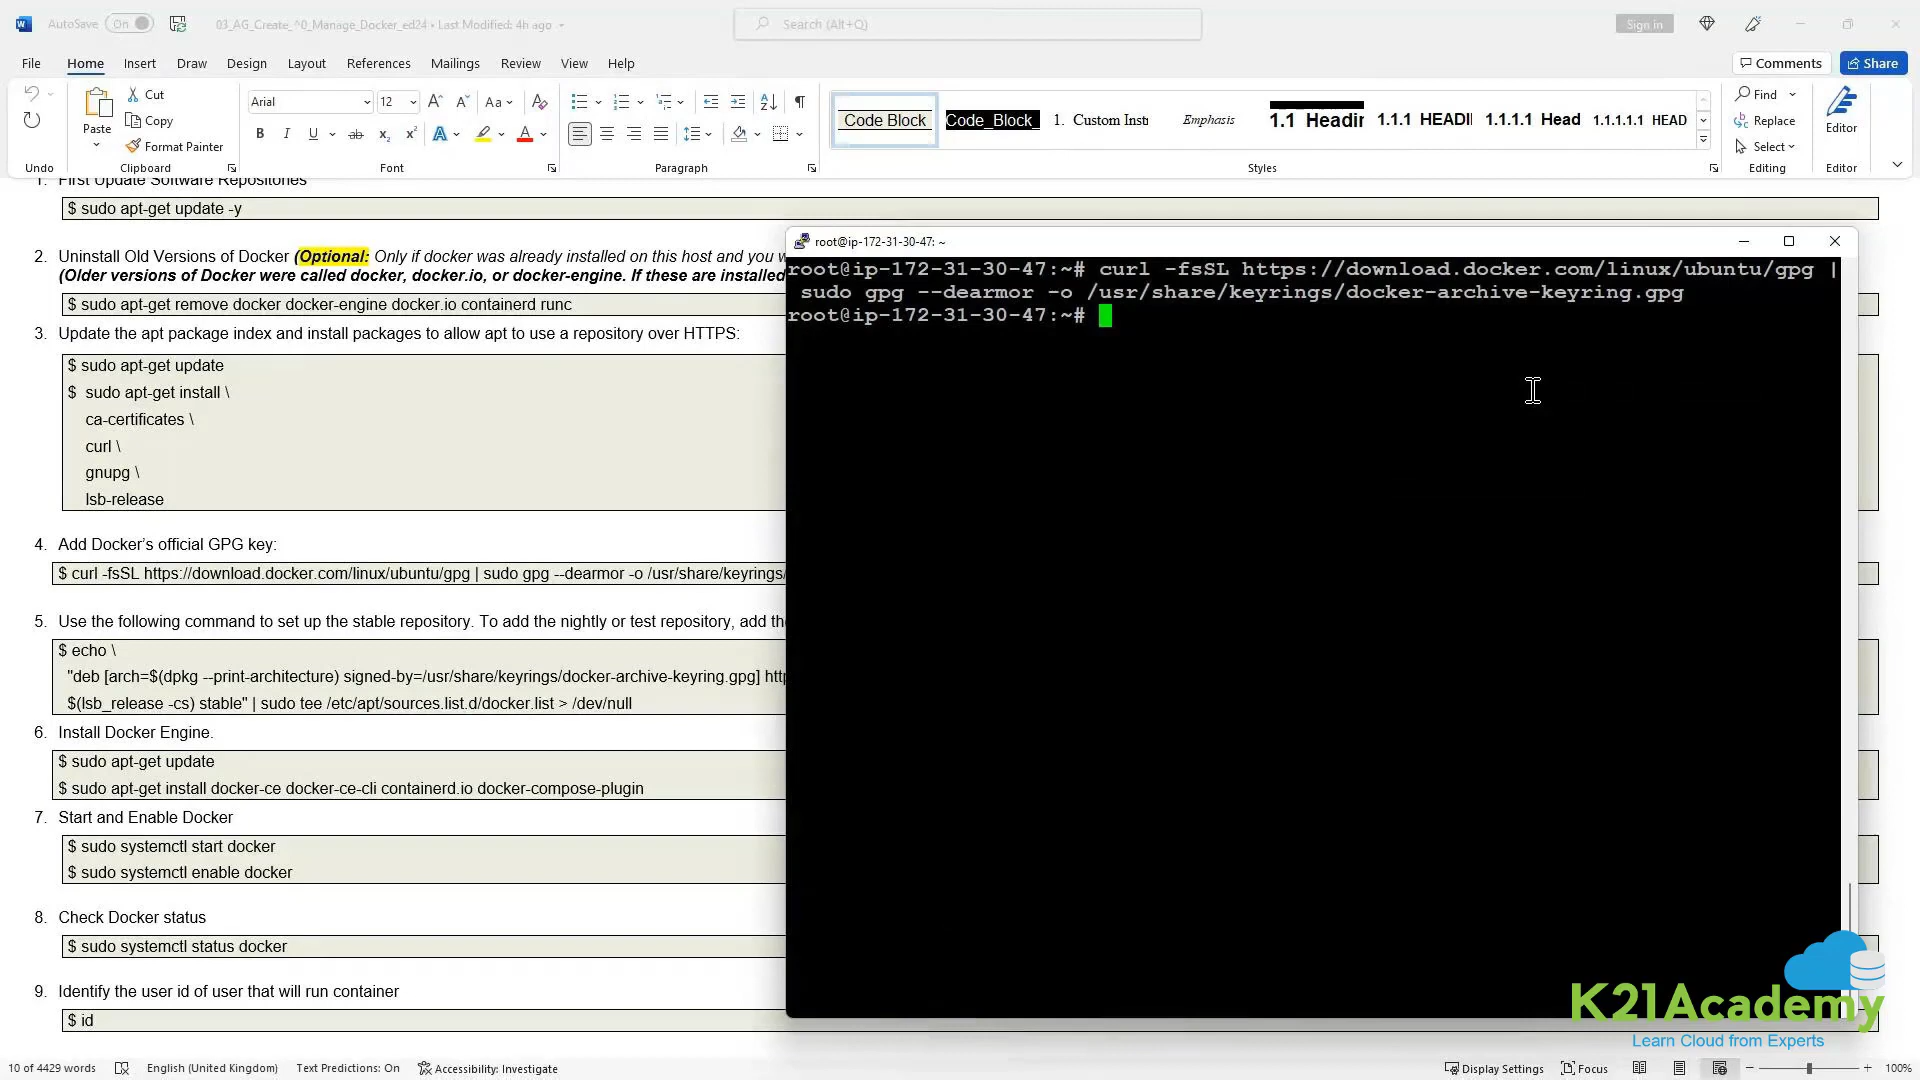 AutoSave On 03_AG_Create_^0_Manage_Docker_ed24 • Last Modified: 4h ago Search (Alt+Q) Sign in
File Home Insert Draw Design Layout References Mailings Review View Help Comments Share
Paste Cut Copy Format Painter
Arial 12
Code Block Code_Block_ 1. Custom Instr Emphasis 1.1 Headin 1.1.1 HEADII 1.1.1.1 Head 1.1.1.1.1 HEAD
Find Replace Select Editor
Undo Clipboard Font Paragraph Styles Editing Editor
1. First Update Software Repositories
$ sudo apt-get update -y
2. Uninstall Old Versions of Docker (Optional: Only if docker was already installed on this host and you w
(Older versions of Docker were called docker, docker.io, or docker-engine. If these are installed
$ sudo apt-get remove docker docker-engine docker.io containerd runc
3. Update the apt package index and install packages to allow apt to use a repository over HTTPS:
$ sudo apt-get update
$ sudo apt-get install \
ca-certificates \
curl \
gnupg \
lsb-release
4. Add Docker’s official GPG key:
$ curl -fsSL https://download.docker.com/linux/ubuntu/gpg | sudo gpg --dearmor -o /usr/share/keyrings/
5. Use the following command to set up the stable repository. To add the nightly or test repository, add the
$ echo \
"deb [arch=$(dpkg --print-architecture) signed-by=/usr/share/keyrings/docker-archive-keyring.gpg] http
$(lsb_release -cs) stable" | sudo tee /etc/apt/sources.list.d/docker.list > /dev/null
6. Install Docker Engine.
$ sudo apt-get update
$ sudo apt-get install docker-ce docker-ce-cli containerd.io docker-compose-plugin
7. Start and Enable Docker
$ sudo systemctl start docker
$ sudo systemctl enable docker
8. Check Docker status
$ sudo systemctl status docker
9. Identify the user id of user that will run container
$ id
root@ip-172-31-30-47: ~
root@ip-172-31-30-47:~# curl -fsSL https://download.docker.com/linux/ubuntu/gpg |
sudo gpg --dearmor -o /usr/share/keyrings/docker-archive-keyring.gpg
root@ip-172-31-30-47:~#
K21Academy
Learn Cloud from Experts
10 of 4429 words English (United Kingdom) Text Predictions: On Accessibility: Investigate Display Settings Focus 100%